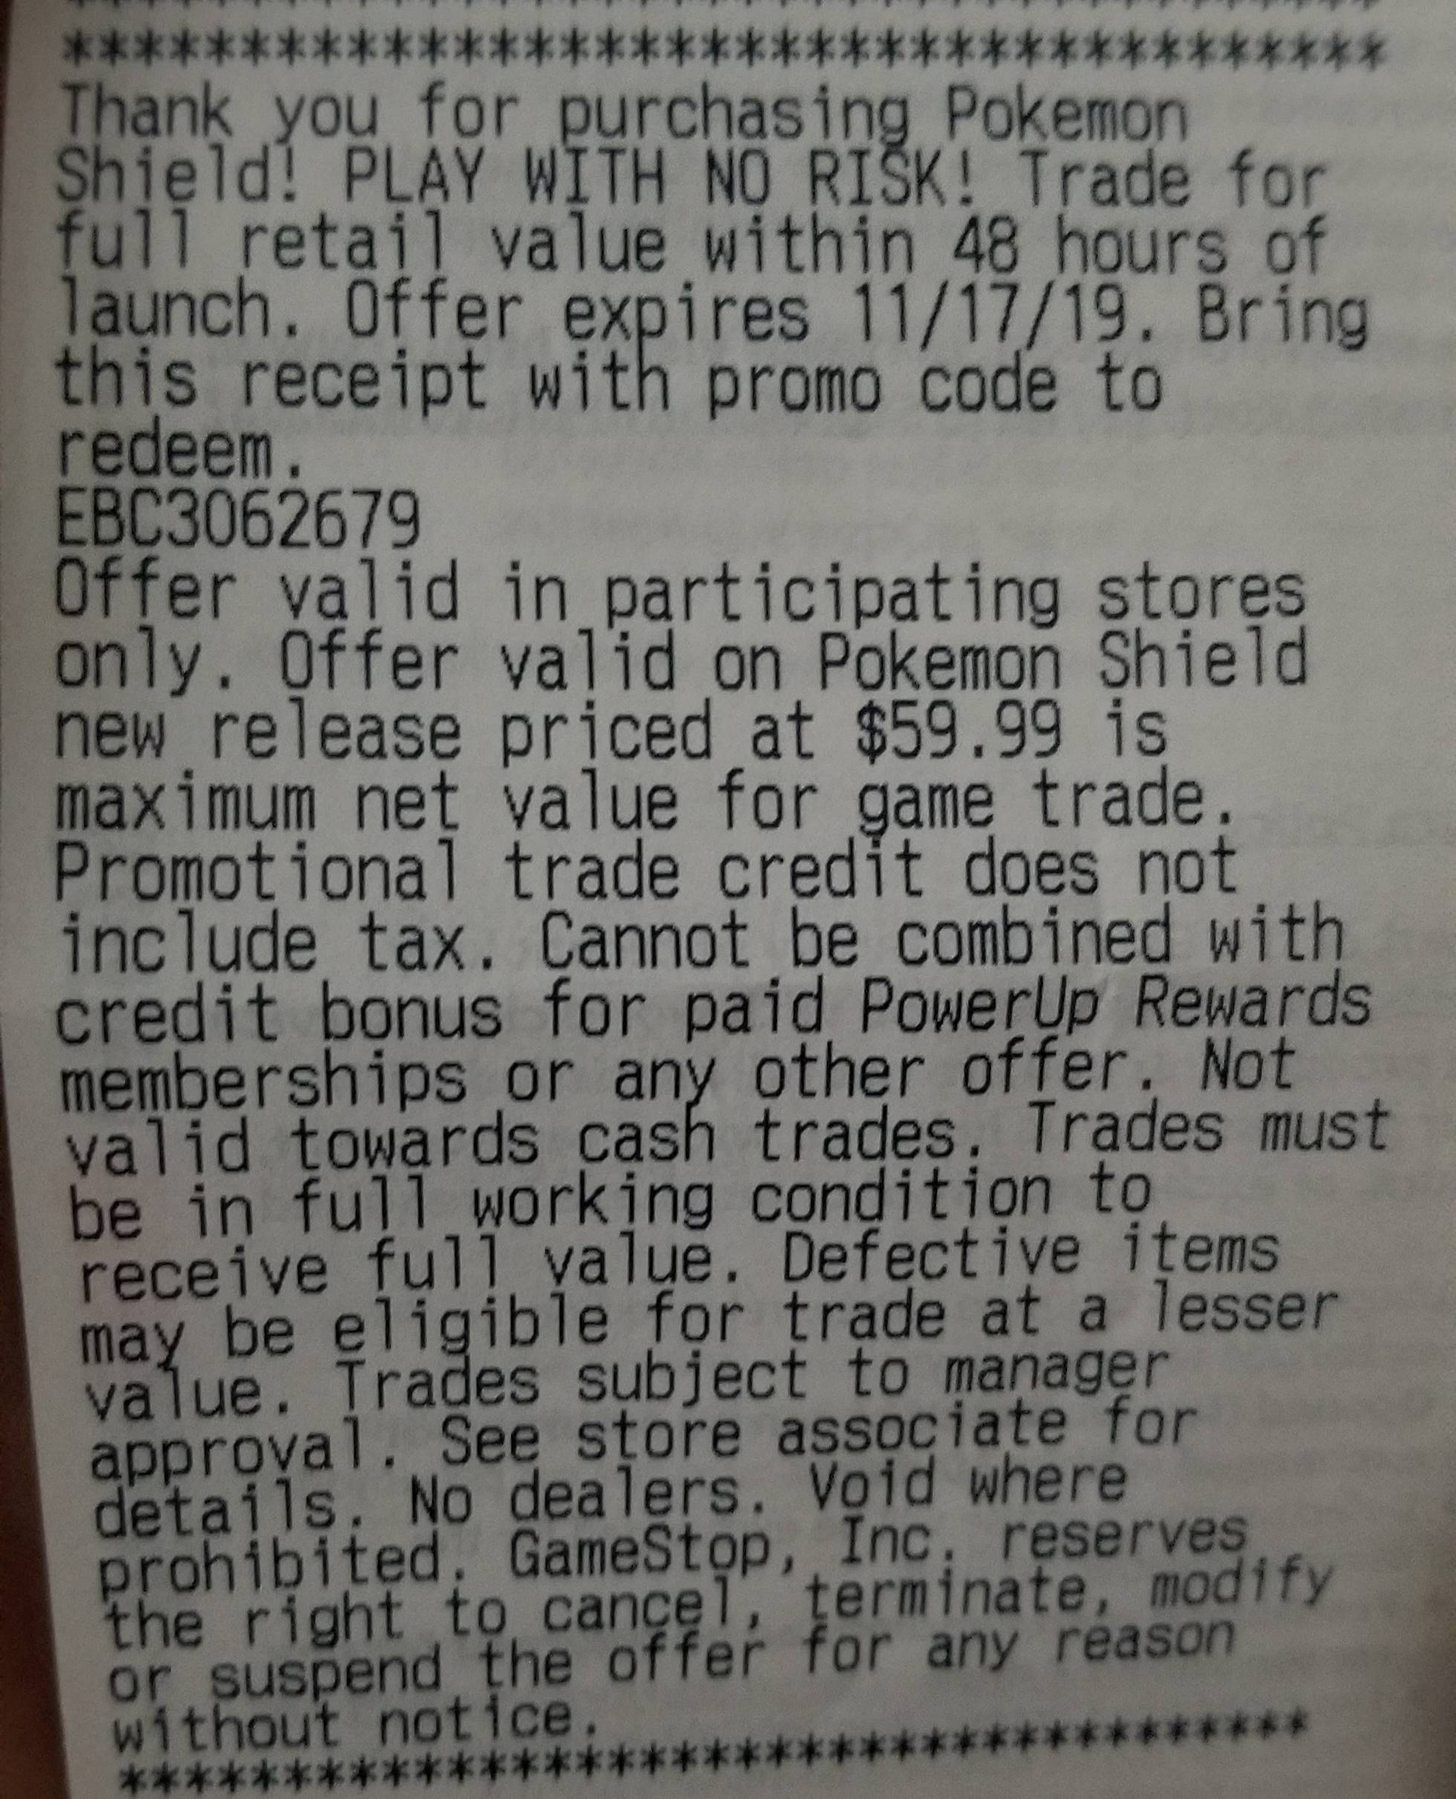 ****************************************
Thank you for purchasing Pokemon
Shield! PLAY WITH NO RISK! Trade for
full retail value within 48 hours of
launch. Offer expires 11/17/19. Bring
this receipt with promo code to
redeem.
EBC3062679
Offer valid in participating stores
only. Offer valid on Pokemon Shield
new release priced at $59.99 is
maximum net value for game trade.
Promotional trade credit does not
include tax. Cannot be combined with
credit bonus for paid PowerUp Rewards
memberships or any other offer. Not
valid towards cash trades. Trades must
be in full working condition to
receive full value. Defective items
may be eligible for trade at a lesser
value. Trades subject to manager
approval. See store associate for
details. No dealers. Void where
prohibited. GameStop, Inc. reserves
the right to cancel, terminate, modify
or suspend the offer for any reason
without notice.
****************************************